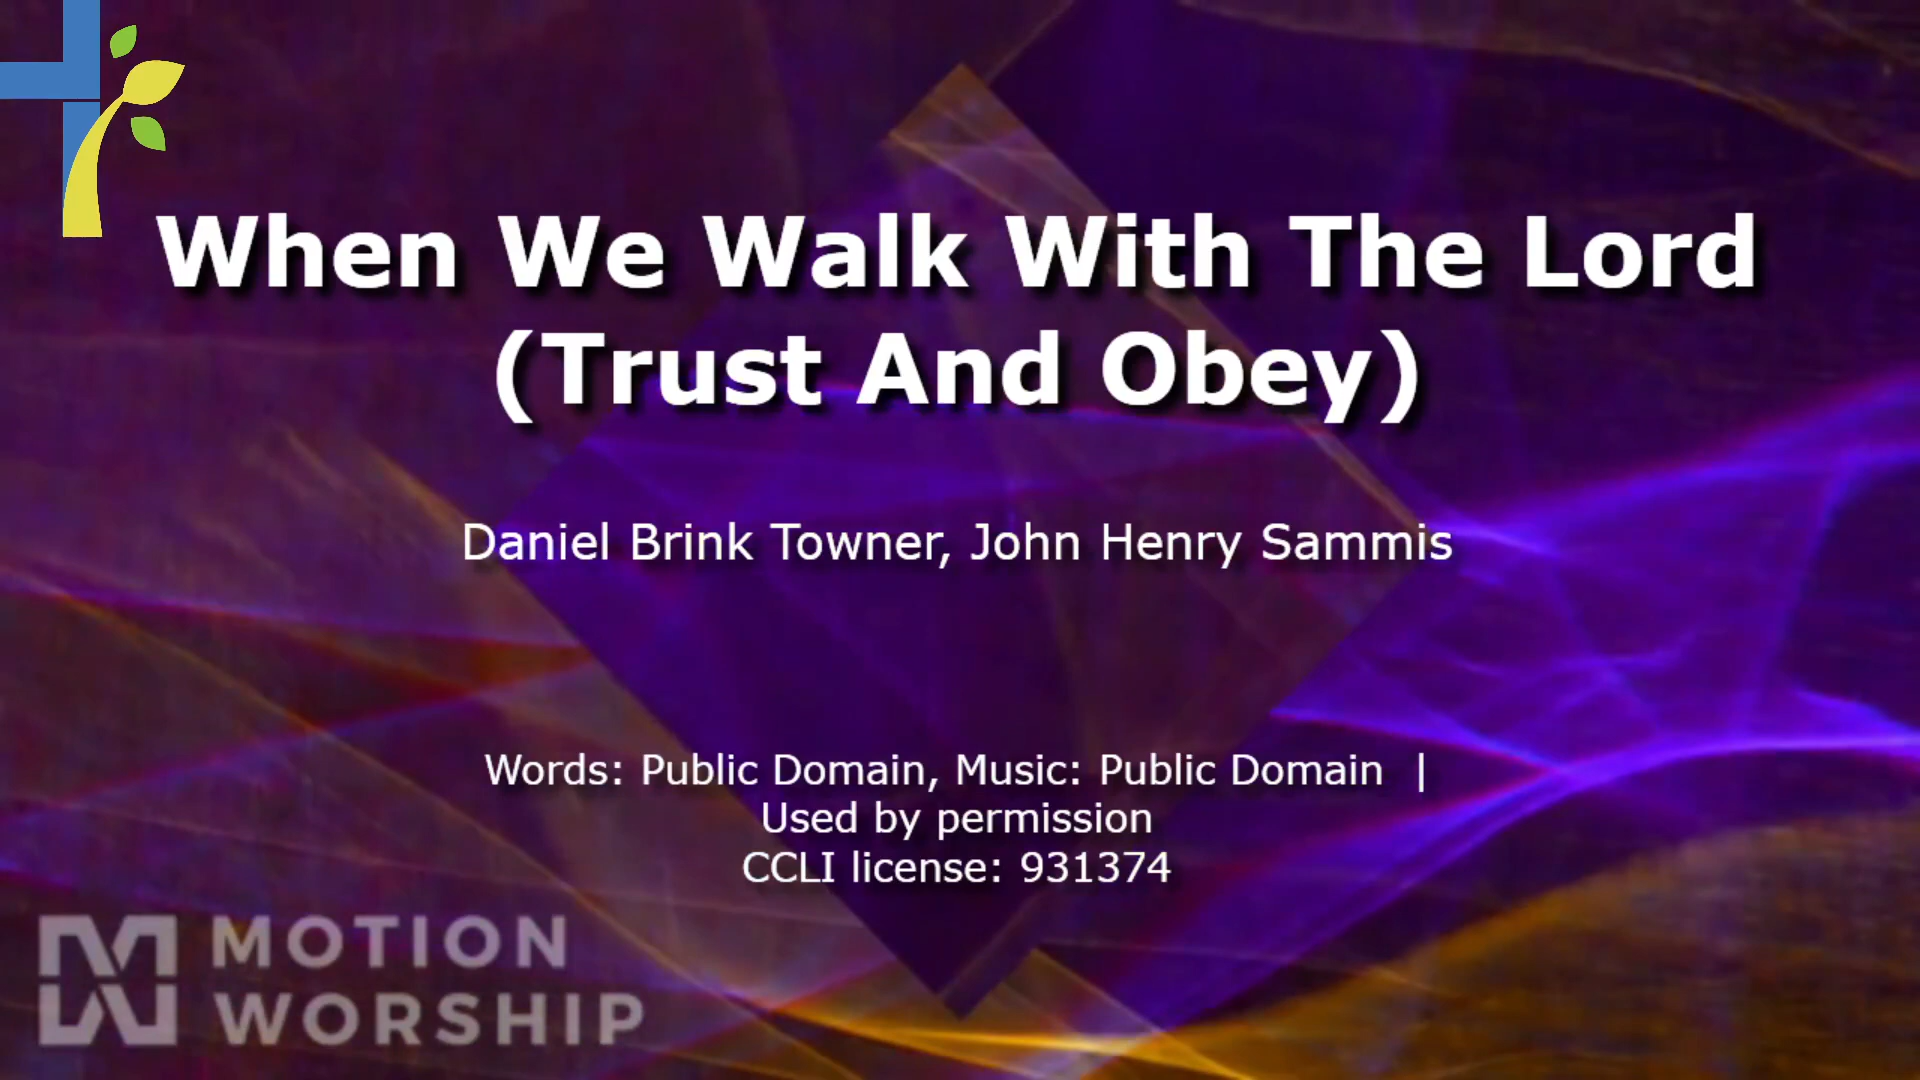 When We Walk With The Lord
(Trust And Obey)
Daniel Brink Towner, John Henry Sammis
Words: Public Domain, Music: Public Domain |
Used by permission
CCLI license: 931374
MOTION
WORSHIP